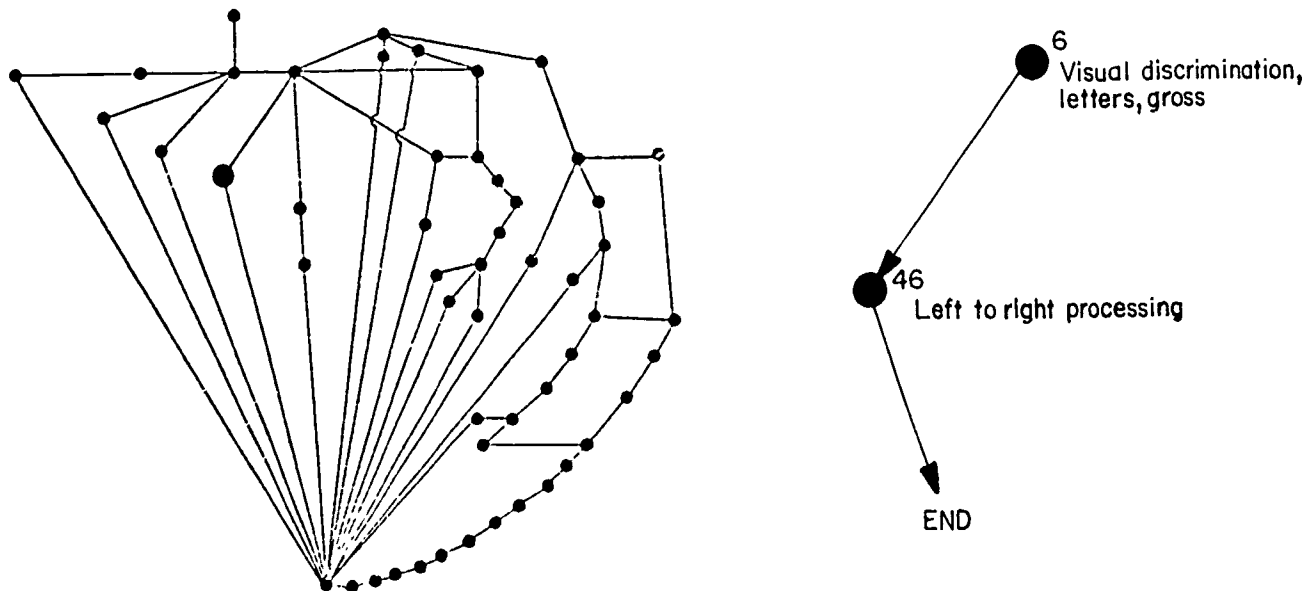 6
Visual discrimination,
letters, gross
46
Left to right processing
END